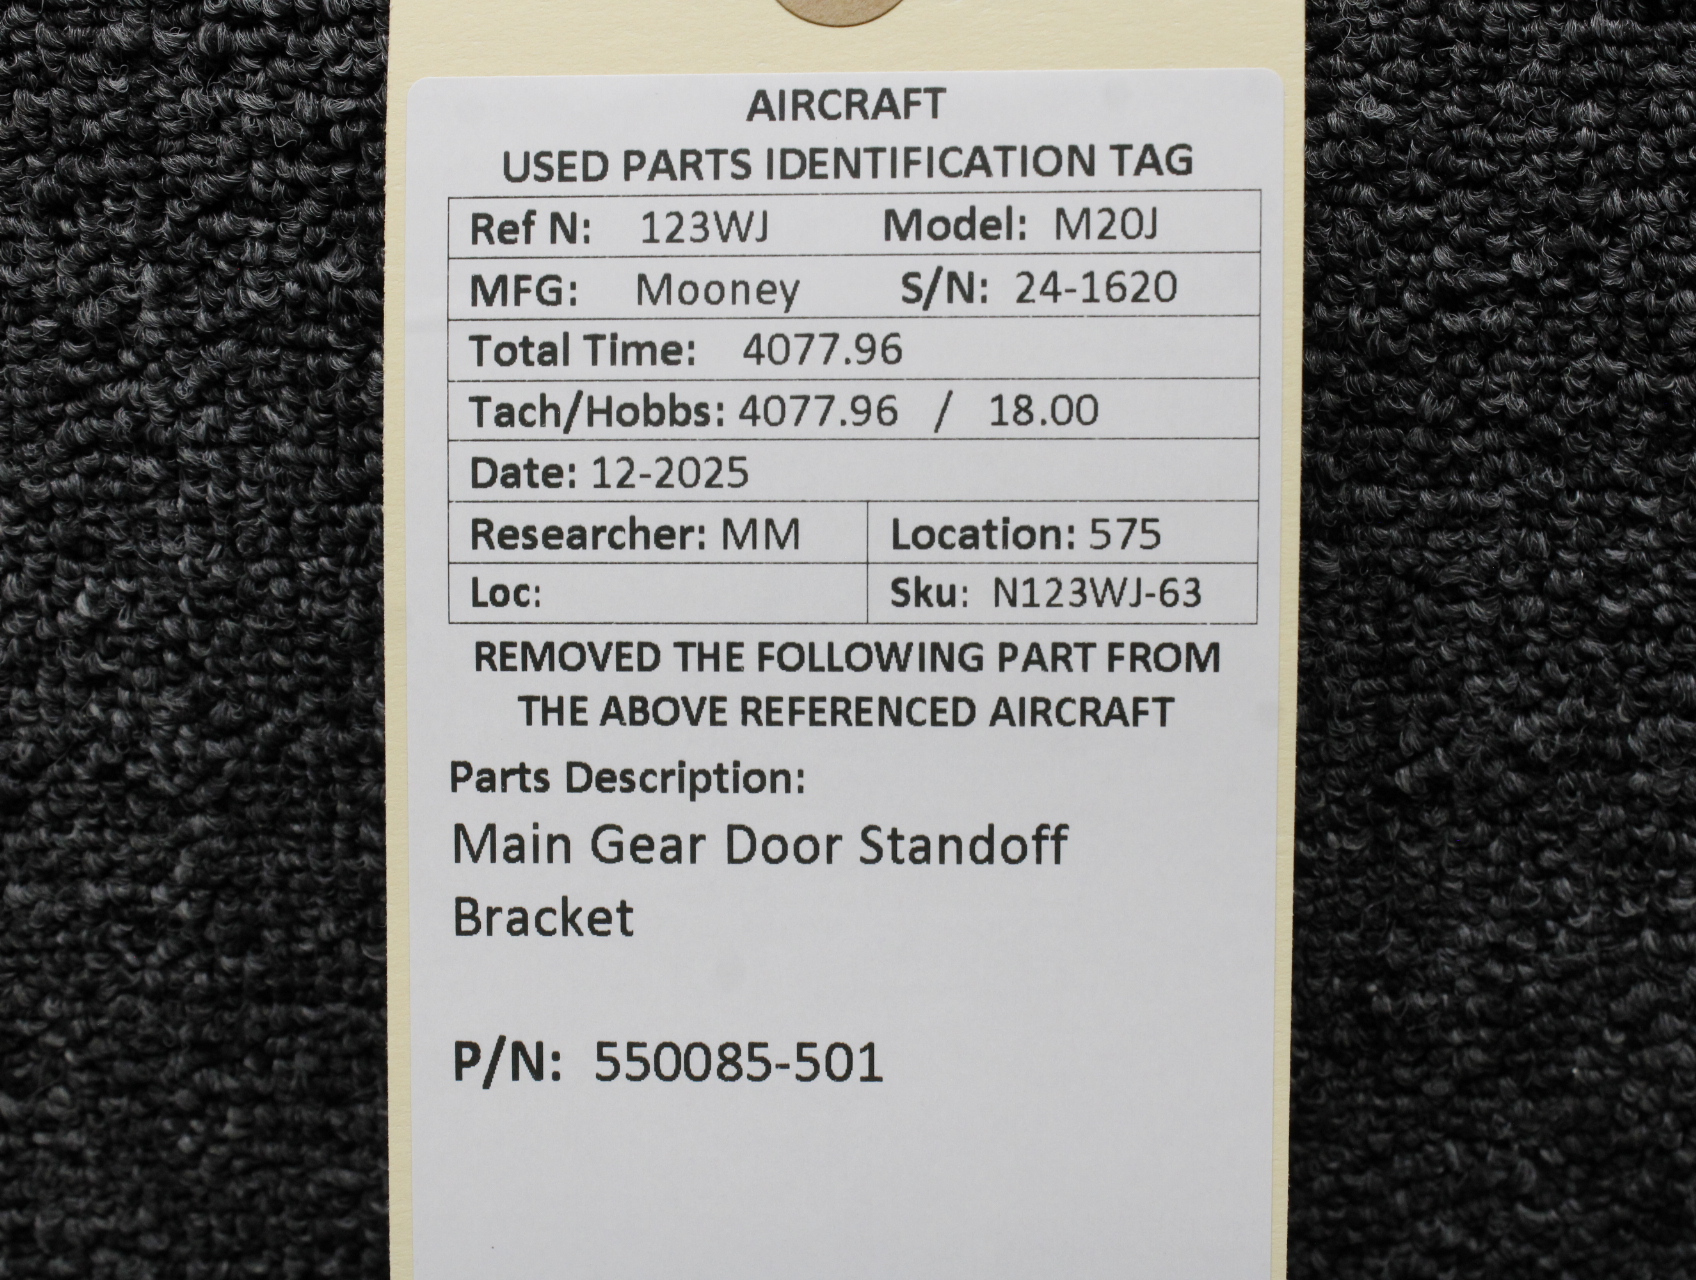 AIRCRAFT
USED PARTS IDENTIFICATION TAG
Ref N: 123WJ Model: M20J
MFG: Mooney S/N: 24-1620
Total Time: 4077.96
Tach/Hobbs: 4077.96 / 18.00
Date: 12-2025
Researcher: MM Location: 575
Loc: Sku: N123WJ-63
REMOVED THE FOLLOWING PART FROM
THE ABOVE REFERENCED AIRCRAFT
Parts Description:
Main Gear Door Standoff
Bracket
P/N: 550085-501